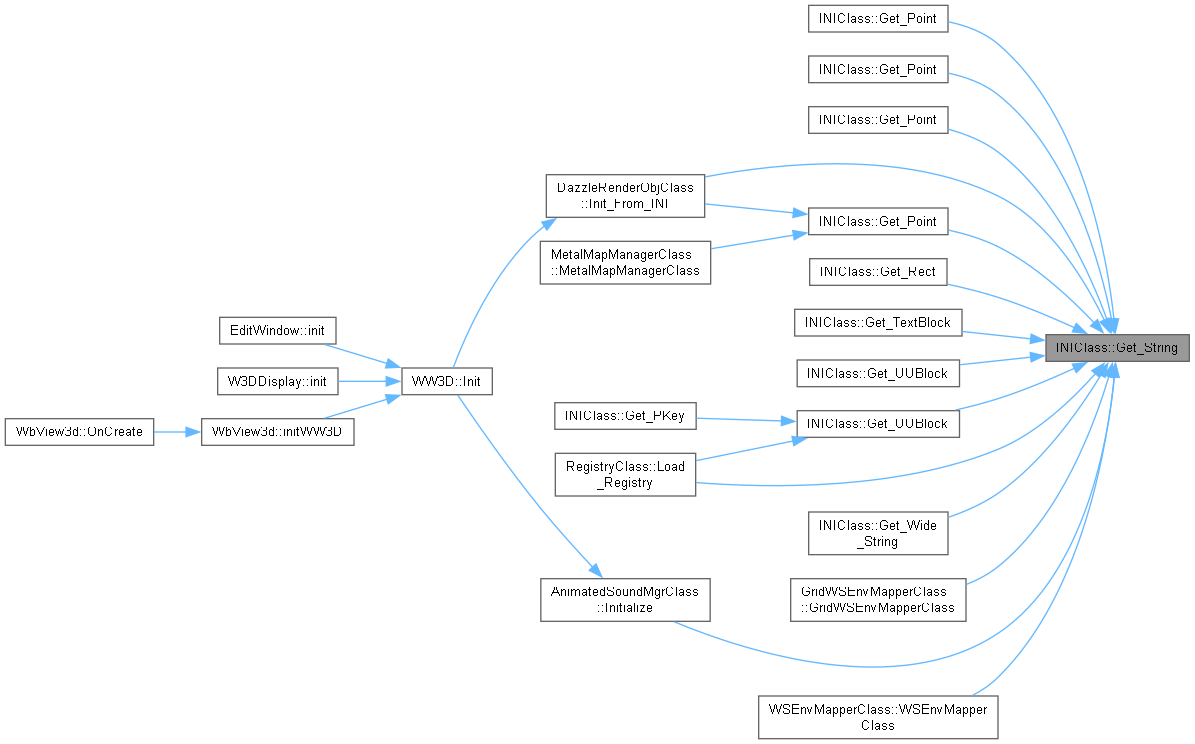 INIClass::Get_Point
INIClass::Get_Point
INIClass::Get_Point
DazzleRenderObjClass
::Init_From_INI
INIClass::Get_Point
MetalMapManagerClass
::MetalMapManagerClass
INIClass::Get_Rect
INIClass::Get_TextBlock
EditWindow::init
INIClass::Get_String
W3DDisplay::init
WW3D::Init
INIClass::Get_UUBlock
WbView3d::OnCreate
WbView3d::initWW3D
INIClass::Get_PKey
INIClass::Get_UUBlock
RegistryClass::Load
_Registry
INIClass::Get_Wide
_String
AnimatedSoundMgrClass
::Initialize
GridWSEnvMapperClass
::GridWSEnvMapperClass
WSEnvMapperClass::WSEnvMapper
Class